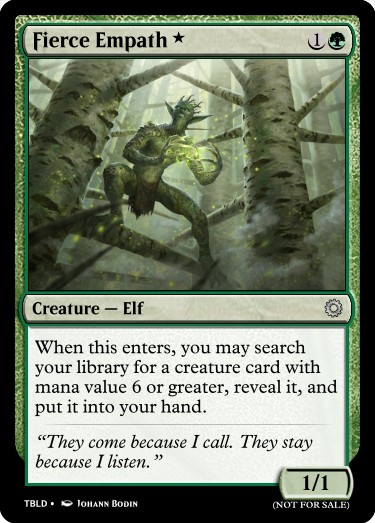 Fierce Empath ★ 1
Creature — Elf
When this enters, you may search
your library for a creature card with
mana value 6 or greater, reveal it, and
put it into your hand.
“They come because I call. They stay
because I listen.”
1/1
TBLD • Johann Bodin (NOT FOR SALE)